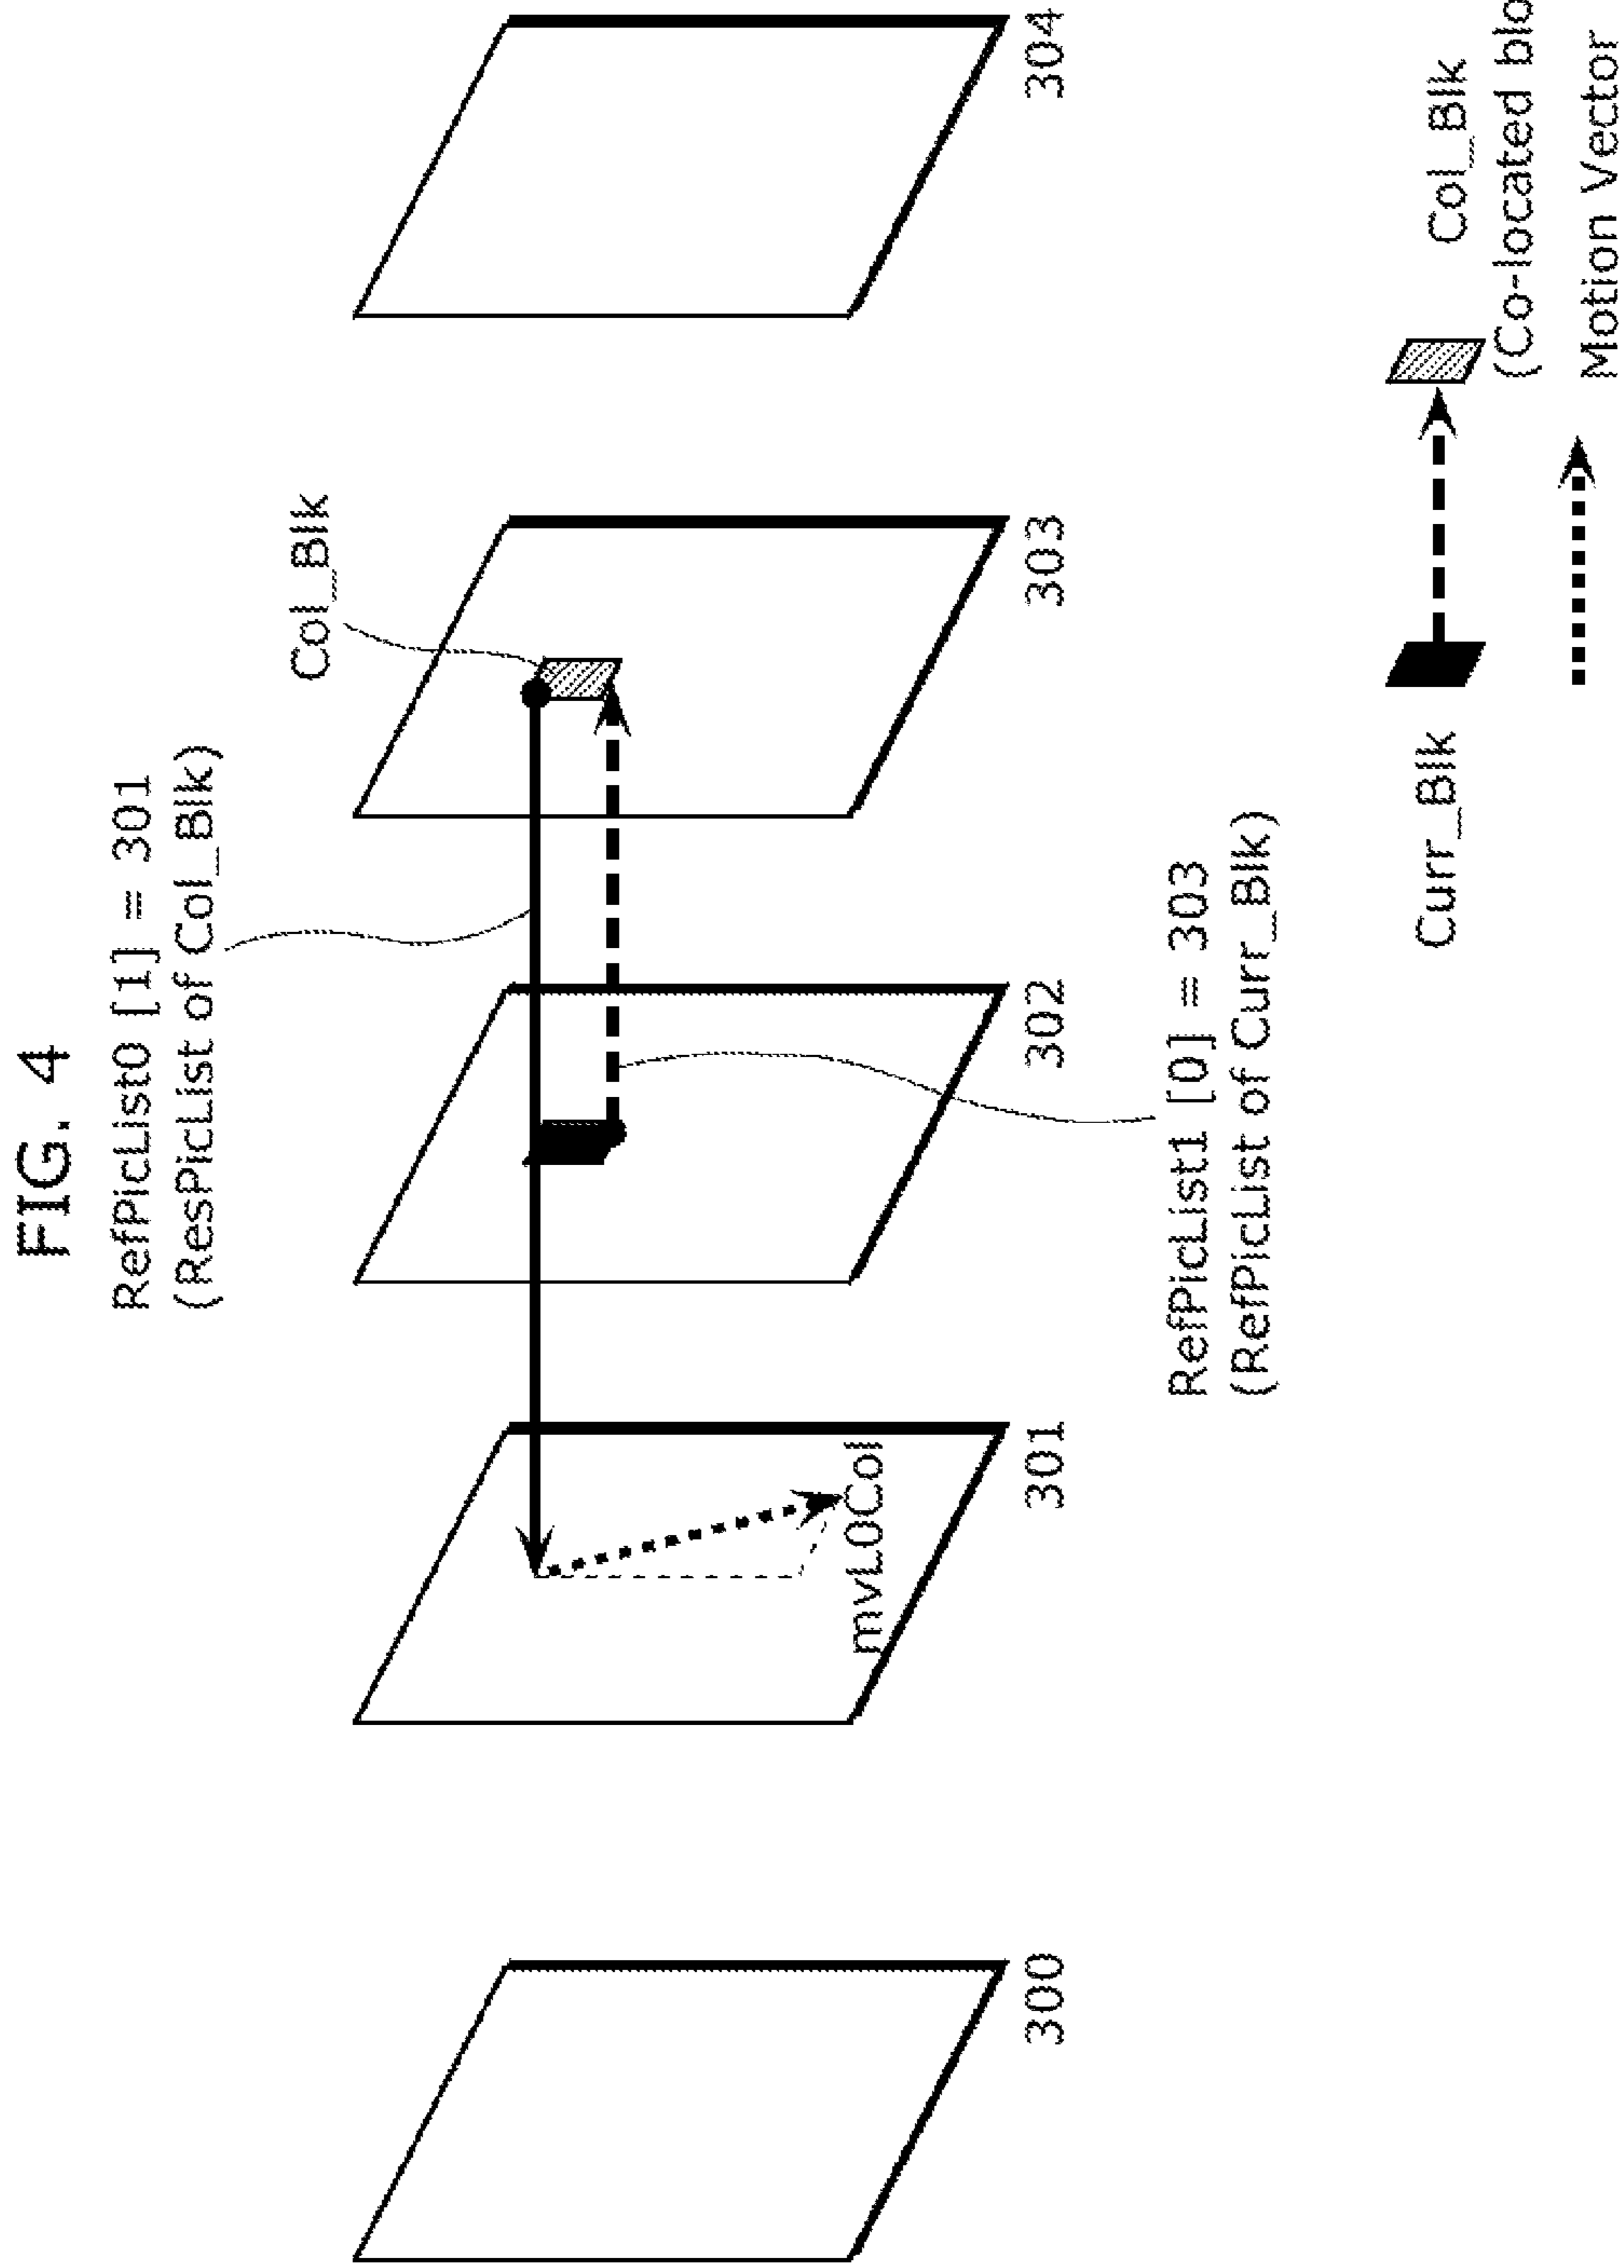 FIG. 4
RefPicList0 [1] = 301
(ResPicList of Col_Blk)
Col_Blk
mvL0Col
300
301
302
303
304
RefPicList1 [0] = 303
(RefPicList of Curr_Blk)
Curr_Blk
Col_Blk
(Co-located blo
Motion Vector